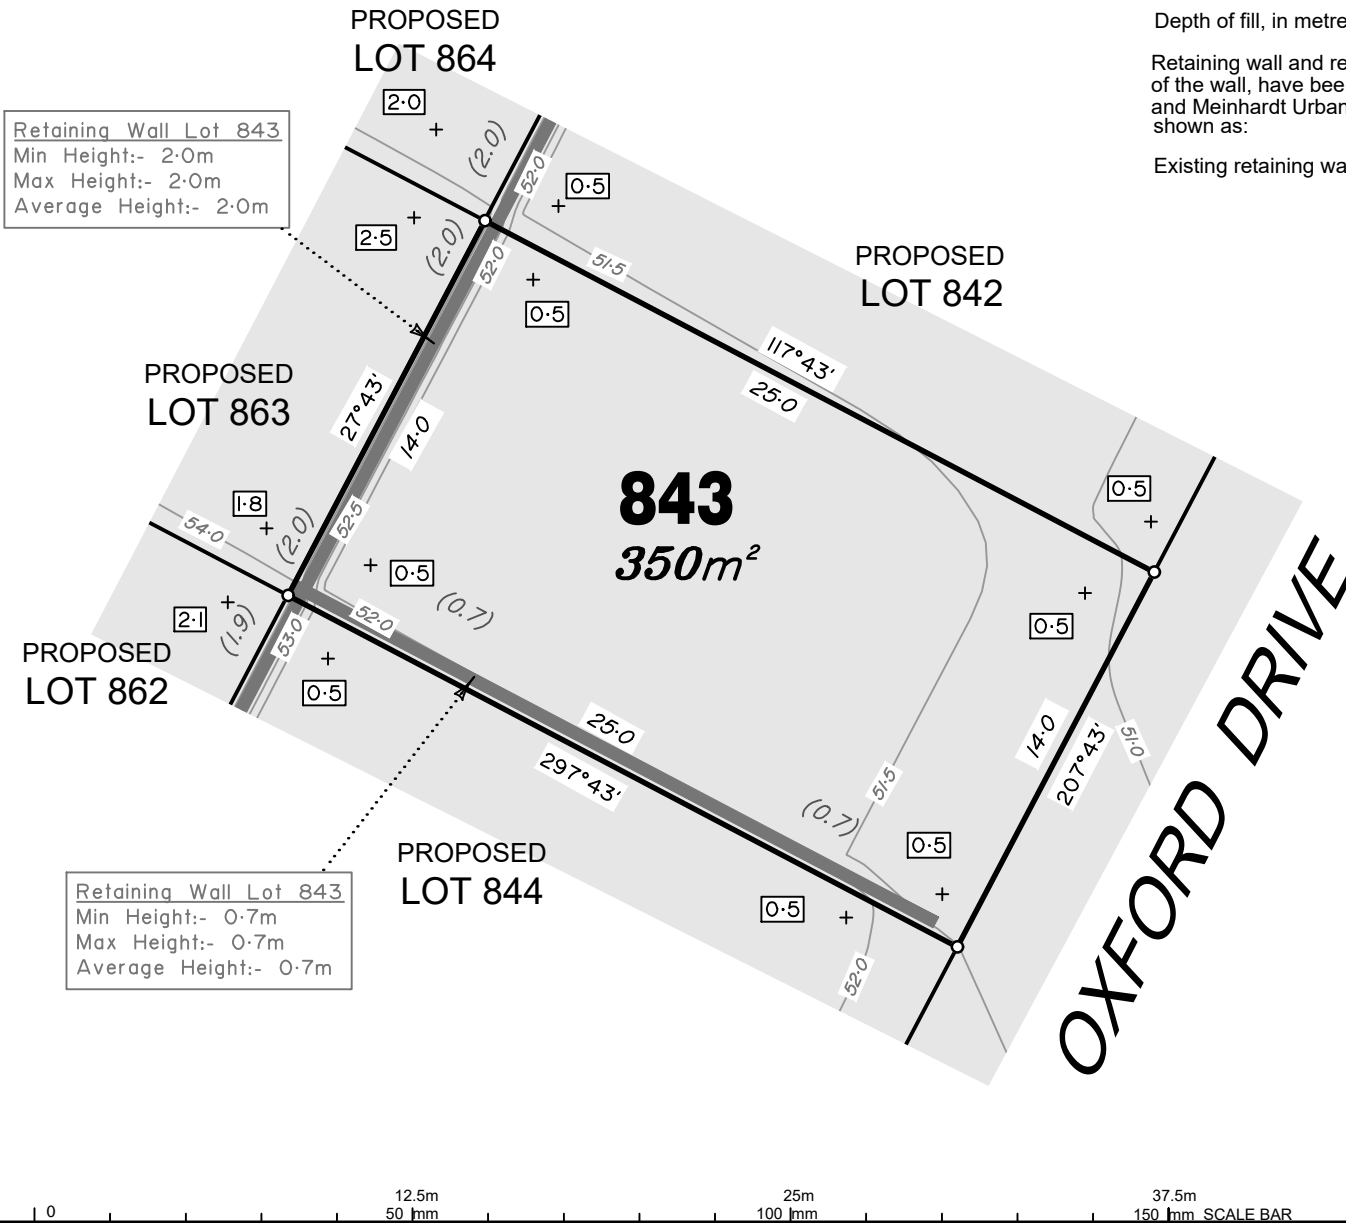 PROPOSED
LOT 864
Depth of fill, in metre
Retaining wall and re
of the wall, have bee
and Meinhardt Urban
shown as:
Existing retaining wa
Retaining Wall Lot 843
Min Height:- 2·0m
Max Height:- 2·0m
Average Height:- 2·0m
2·0
(2.0)
52·0
0·5
2·5
(2.0)
52·0
51·5
0·5
PROPOSED
LOT 842
117°43'
25·0
PROPOSED
LOT 863
27°43'
14·0
843
350m²
1·8
54·0
(2.0)
52·5
0·5
0·5
(0.7)
52·0
2·1
(1.9)
53·0
0·5
0·5
PROPOSED
LOT 862
25·0
297°43'
14·0
207°43'
51·0
51·5
(0.7)
0·5
0·5
52·0
PROPOSED
LOT 844
OXFORD DRIVE
Retaining Wall Lot 843
Min Height:- 0·7m
Max Height:- 0·7m
Average Height:- 0·7m
12.5m 25m 37.5m
0 50 mm 100 mm 150 mm SCALE BAR